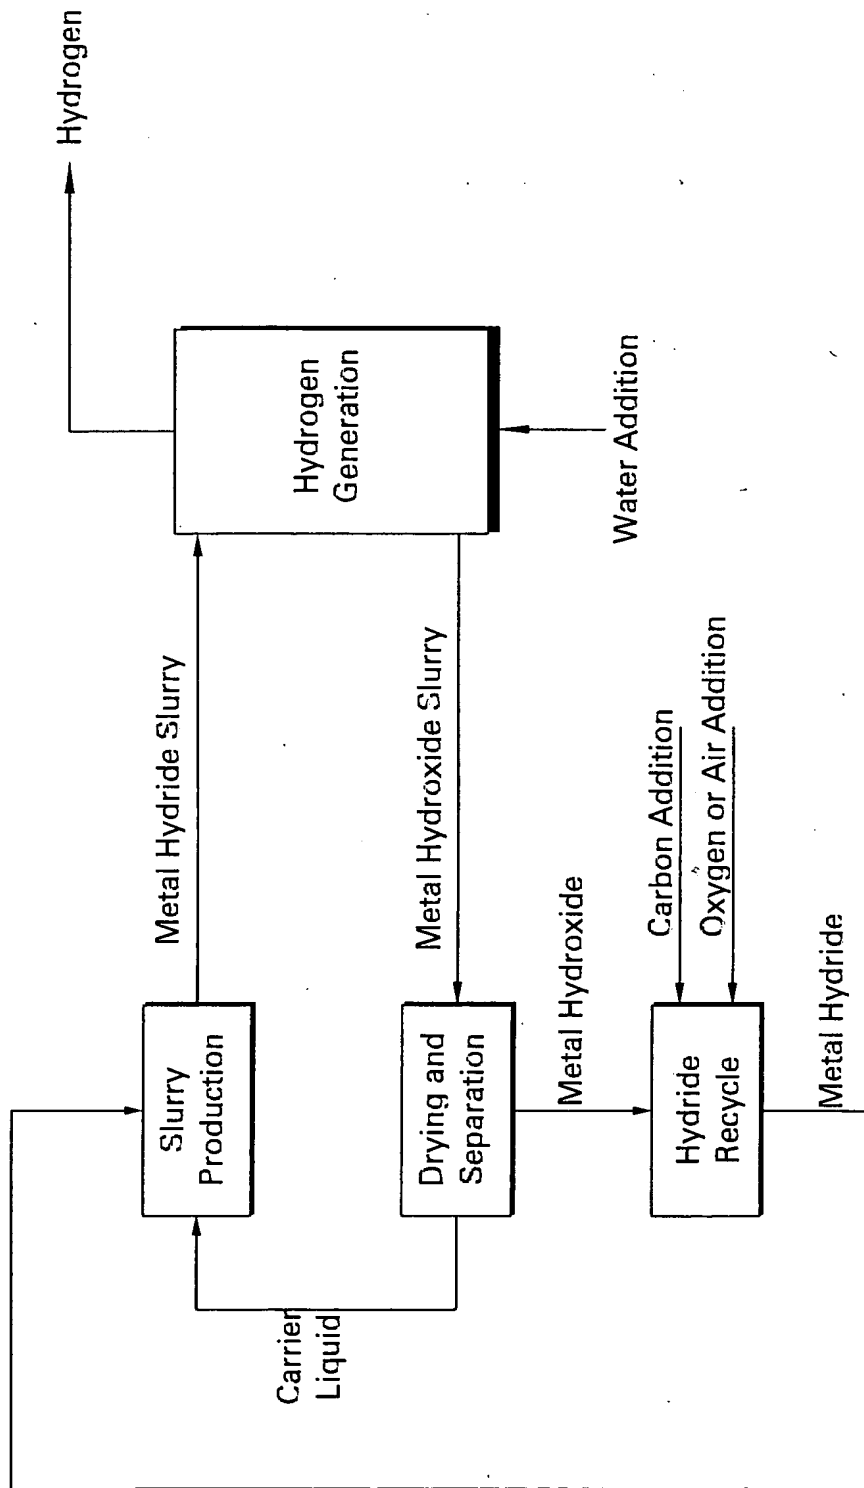 Hydrogen
Hydrogen
Generation
Water Addition
Metal Hydride Slurry
Metal Hydroxide Slurry
Slurry
Production
Drying and
Separation
Carrier
Liquid
Metal Hydroxide
Carbon Addition
Oxygen or Air Addition
Hydride
Recycle
Metal Hydride